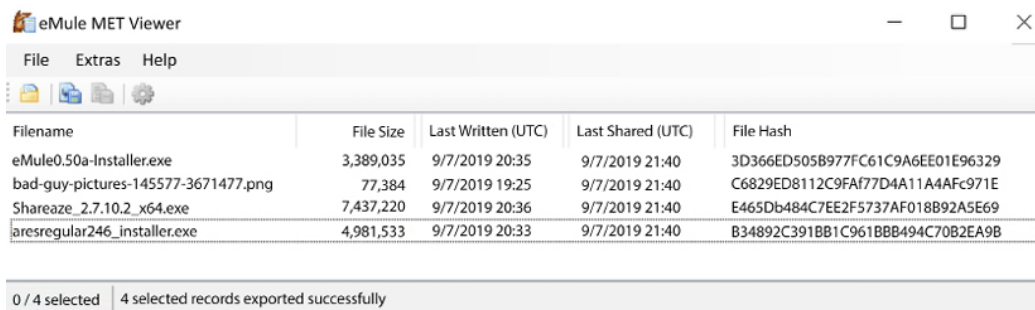 eMule MET Viewer
File Extras Help
Filename File Size Last Written (UTC) Last Shared (UTC) File Hash
eMule0.50a-Installer.exe 3,389,035 9/7/2019 20:35 9/7/2019 21:40 3D366ED505B977FC61C9A6EE01E96329
bad-guy-pictures-145577-3671477.png 77,384 9/7/2019 19:25 9/7/2019 21:40 C6829ED8112C9FAf77D4A11A4AFc971E
Shareaze_2.7.10.2_x64.exe 7,437,220 9/7/2019 20:36 9/7/2019 21:40 E465Db484C7EE2F5737AF018B92A5E69
aresregular246_installer.exe 4,981,533 9/7/2019 20:33 9/7/2019 21:40 B34892C391BB1C961BBB494C70B2EA9B
0 / 4 selected 4 selected records exported successfully